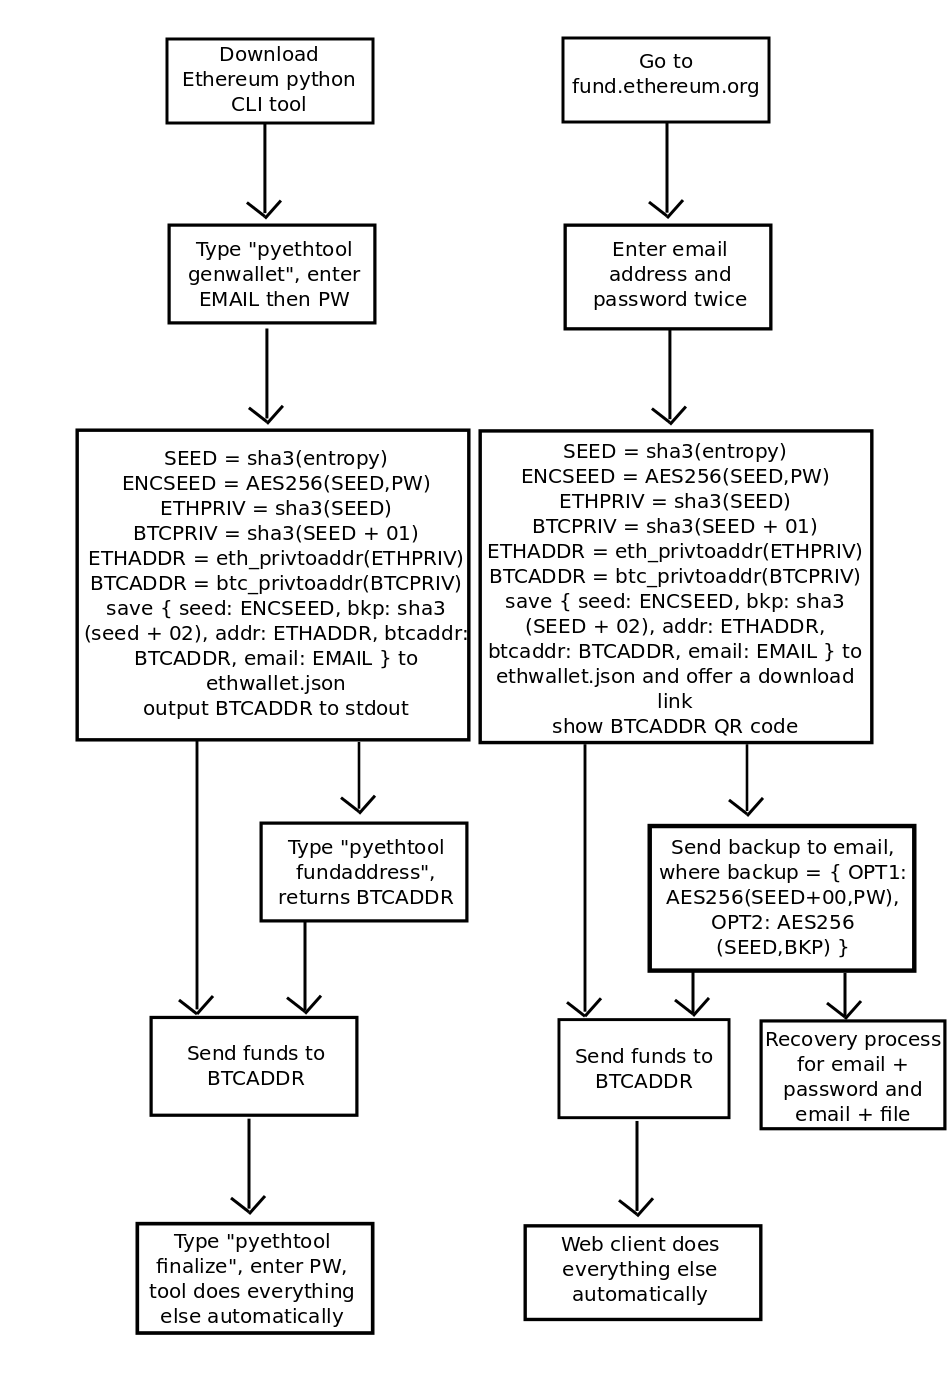 Download
Ethereum python
CLI tool
Go to
fund.ethereum.org
Type "pyethtool
genwallet", enter
EMAIL then PW
Enter email
address and
password twice
SEED = sha3(entropy)
ENCSEED = AES256(SEED,PW)
ETHPRIV = sha3(SEED)
BTCPRIV = sha3(SEED + 01)
ETHADDR = eth_privtoaddr(ETHPRIV)
BTCADDR = btc_privtoaddr(BTCPRIV)
save { seed: ENCSEED, bkp: sha3
(seed + 02), addr: ETHADDR, btcaddr:
BTCADDR, email: EMAIL } to
ethwallet.json
output BTCADDR to stdout
SEED = sha3(entropy)
ENCSEED = AES256(SEED,PW)
ETHPRIV = sha3(SEED)
BTCPRIV = sha3(SEED + 01)
ETHADDR = eth_privtoaddr(ETHPRIV)
BTCADDR = btc_privtoaddr(BTCPRIV)
save { seed: ENCSEED, bkp: sha3
(SEED + 02), addr: ETHADDR,
btcaddr: BTCADDR, email: EMAIL } to
ethwallet.json and offer a download
link
show BTCADDR QR code
Type "pyethtool
fundaddress",
returns BTCADDR
Send backup to email,
where backup = { OPT1:
AES256(SEED+00,PW),
OPT2: AES256
(SEED,BKP) }
Send funds to
BTCADDR
Send funds to
BTCADDR
Recovery process
for email +
password and
email + file
Type "pyethtool
finalize", enter PW,
tool does everything
else automatically
Web client does
everything else
automatically